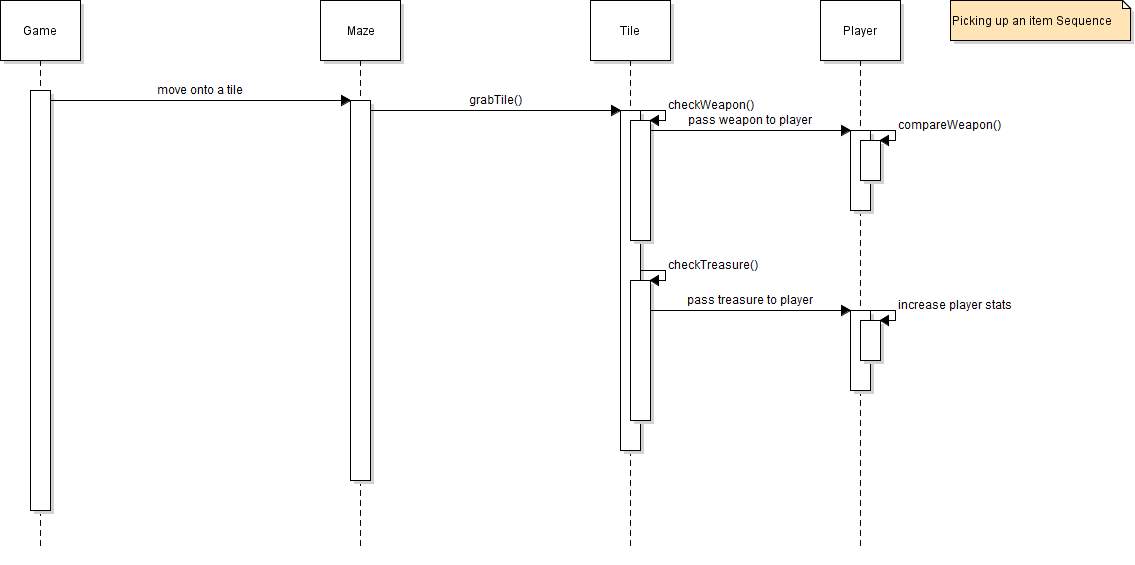 Game
Maze
Tile
Player
Picking up an item Sequence
move onto a tile
grabTile()
checkWeapon()
pass weapon to player
compareWeapon()
checkTreasure()
pass treasure to player
increase player stats